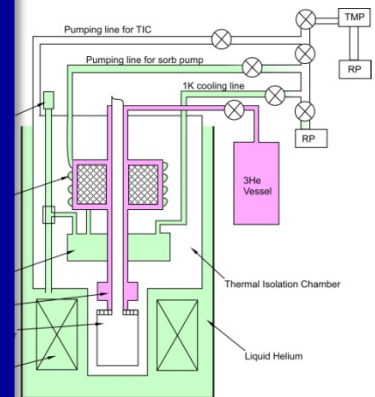 TMP
Pumping line for TIC
Pumping line for sorb pump
RP
1K cooling line
RP
3He
Vessel
Thermal Isolation Chamber
Liquid Helium